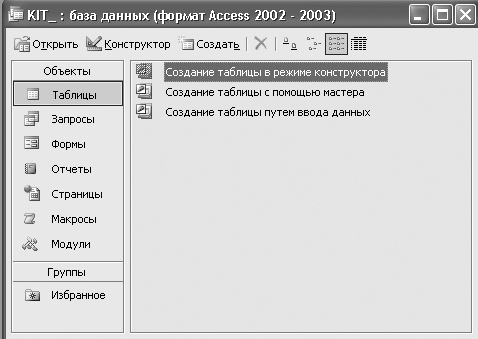 KIT_ : база данных (формат Access 2002 - 2003)
Открыть Конструктор Создать
Объекты
Таблицы
Запросы
Формы
Отчеты
Страницы
Макросы
Модули
Группы
Избранное
Создание таблицы в режиме конструктора
Создание таблицы с помощью мастера
Создание таблицы путем ввода данных